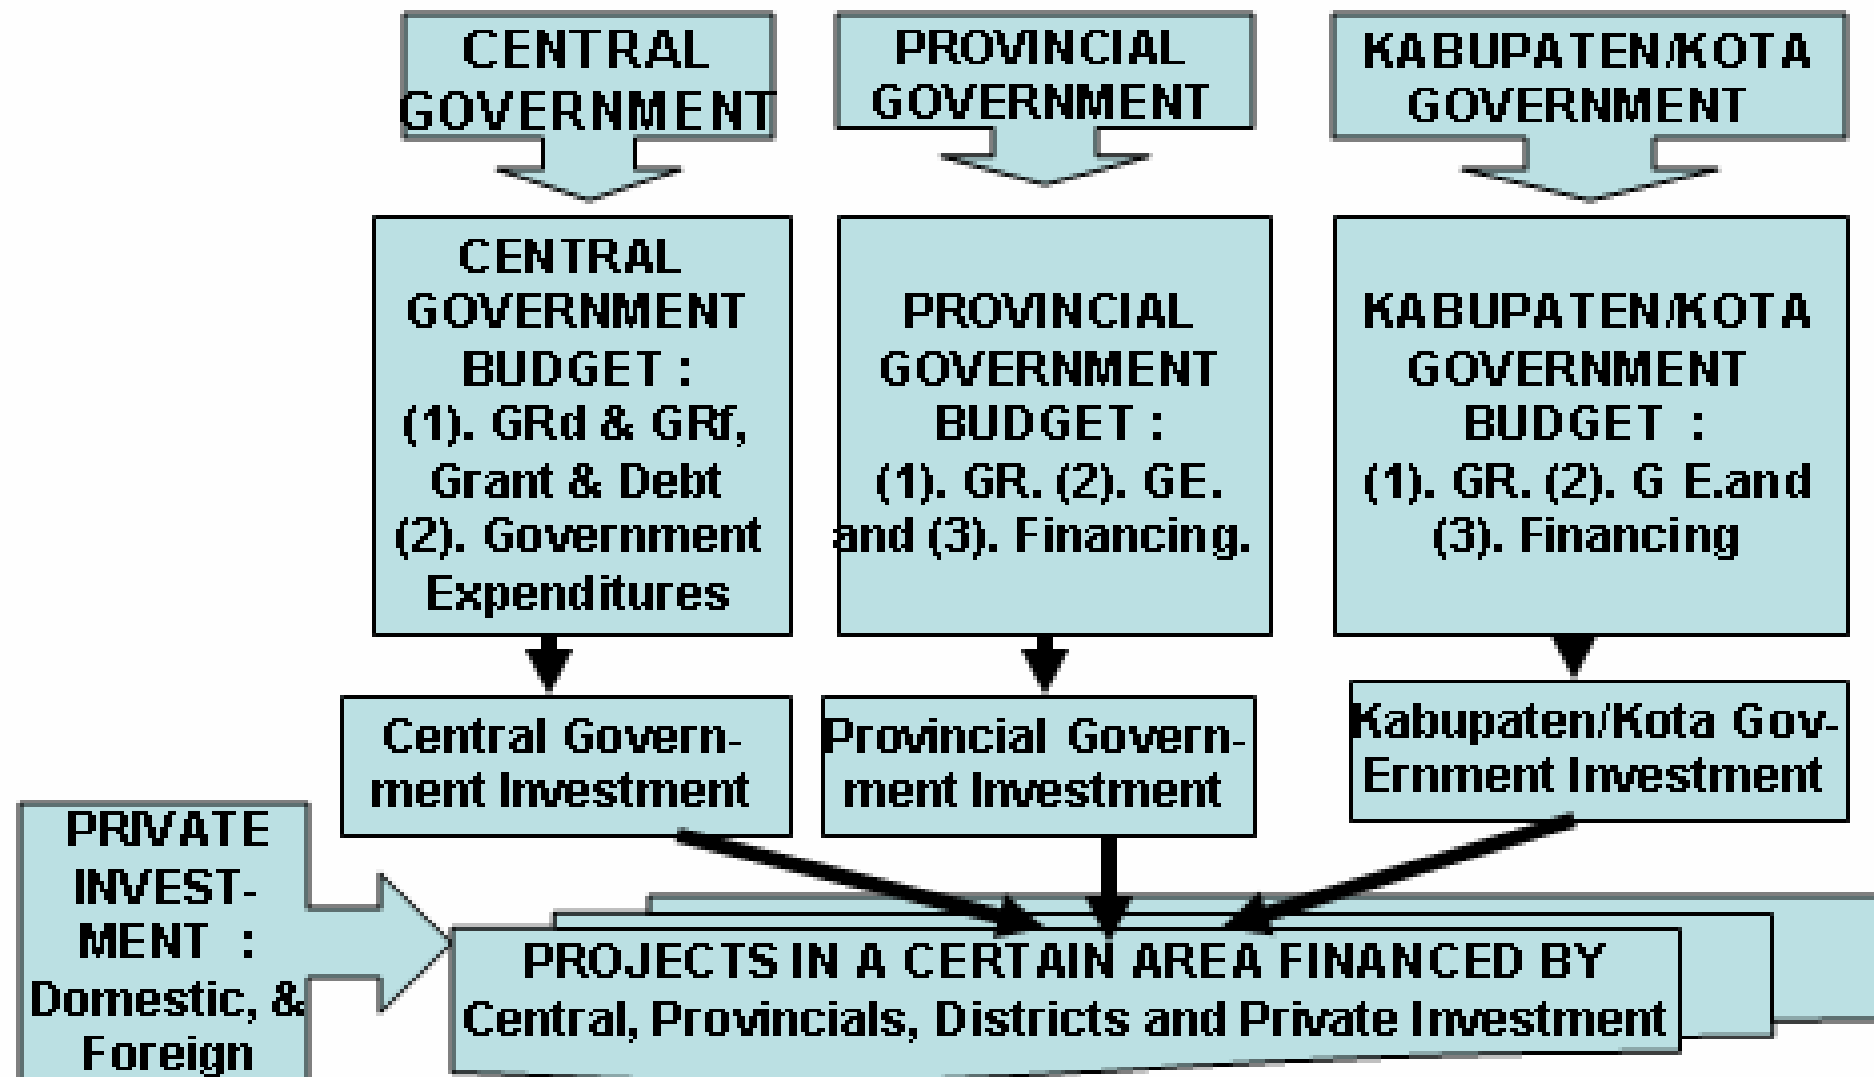 CENTRAL
GOVERNMENT
PROVINCIAL
GOVERNMENT
KABUPATEN/KOTA
GOVERNMENT
CENTRAL
GOVERNMENT
BUDGET :
(1). GRd & GRf,
Grant & Debt
(2). Government
Expenditures
PROVINCIAL
GOVERNMENT
BUDGET :
(1). GR. (2). GE.
and (3). Financing.
KABUPATEN/KOTA
GOVERNMENT
BUDGET :
(1). GR. (2). G E.and
(3). Financing
Central Govern-
ment Investment
Provincial Govern-
ment Investment
Kabupaten/Kota Gov-
Ernment Investment
PRIVATE
INVEST-
MENT :
Domestic, &
Foreign
PROJECTS IN A CERTAIN AREA FINANCED BY
Central, Provincials, Districts and Private Investment